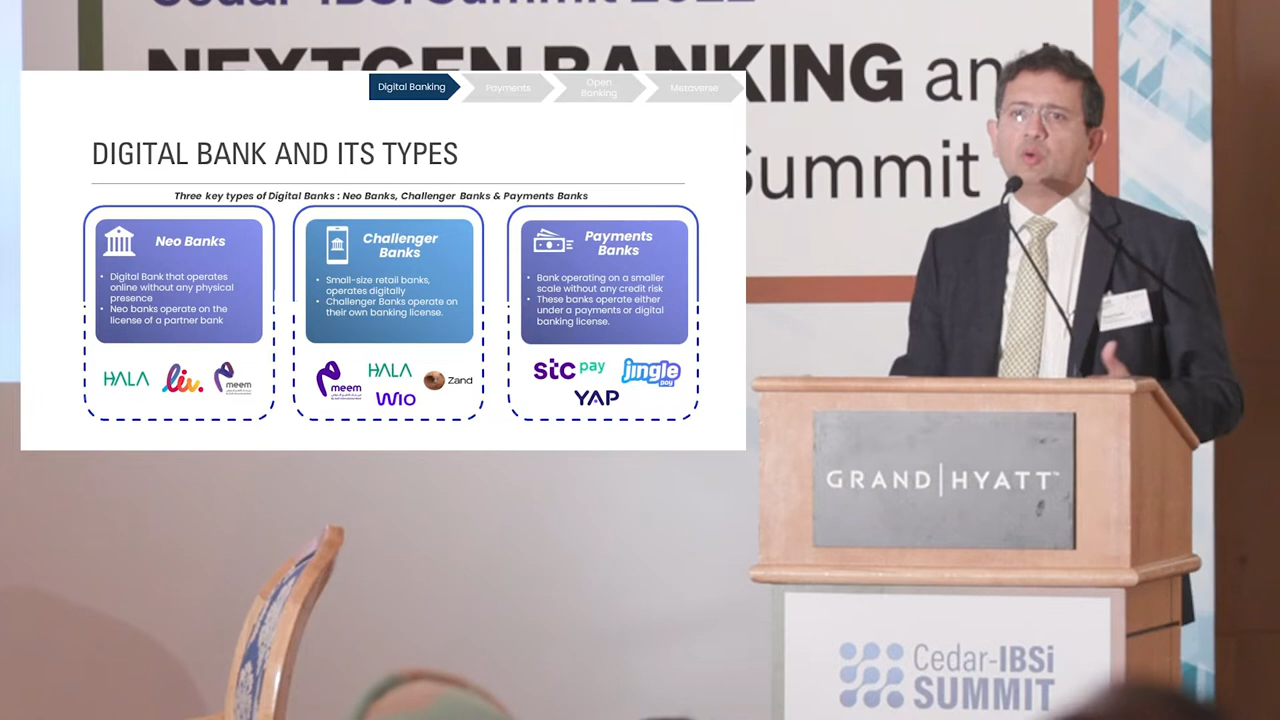 Cedar-IBSi Summit 2022
NEXTGEN BANKING an
Summit
Digital Banking
Payments
Open
Banking
Metaverse
DIGITAL BANK AND ITS TYPES
Three key types of Digital Banks : Neo Banks, Challenger Banks & Payments Banks
Neo Banks
• Digital Bank that operates
online without any physical
presence
• Neo banks operate on the
license of a partner bank
HALA
liv.
meem
Challenger
Banks
• Small-size retail banks,
operates digitally
• Challenger Banks operate on
their own banking license.
meem
HALA
Zand
WIO
Payments
Banks
• Bank operating on a smaller
scale without any credit risk
• These banks operate either
under a payments or digital
banking license.
stc pay
jingle
pay
YAP
GRAND|HYATT™
Cedar-IBSi
SUMMIT